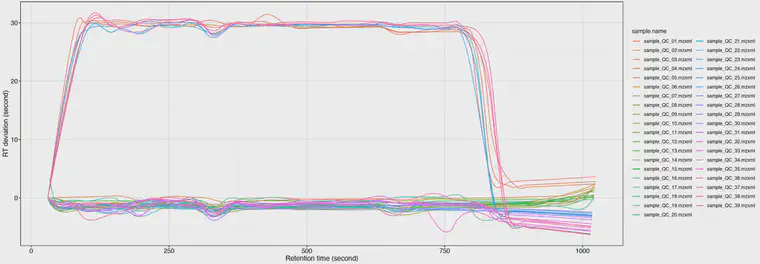 sample name
sample_QC_01.mzxml sample_QC_21.mzxml
sample_QC_02.mzxml sample_QC_22.mzxml
sample_QC_03.mzxml sample_QC_23.mzxml
sample_QC_04.mzxml sample_QC_24.mzxml
sample_QC_05.mzxml sample_QC_25.mzxml
sample_QC_06.mzxml sample_QC_26.mzxml
sample_QC_07.mzxml sample_QC_27.mzxml
sample_QC_08.mzxml sample_QC_28.mzxml
sample_QC_09.mzxml sample_QC_29.mzxml
sample_QC_10.mzxml sample_QC_30.mzxml
sample_QC_11.mzxml sample_QC_31.mzxml
sample_QC_12.mzxml sample_QC_32.mzxml
sample_QC_13.mzxml sample_QC_33.mzxml
sample_QC_14.mzxml sample_QC_34.mzxml
sample_QC_15.mzxml sample_QC_35.mzxml
sample_QC_16.mzxml sample_QC_36.mzxml
sample_QC_17.mzxml sample_QC_37.mzxml
sample_QC_18.mzxml sample_QC_38.mzxml
sample_QC_19.mzxml sample_QC_39.mzxml
sample_QC_20.mzxml
RT deviation (second)
30
20
10
0
0 250 500 750 1000
Retention time (second)